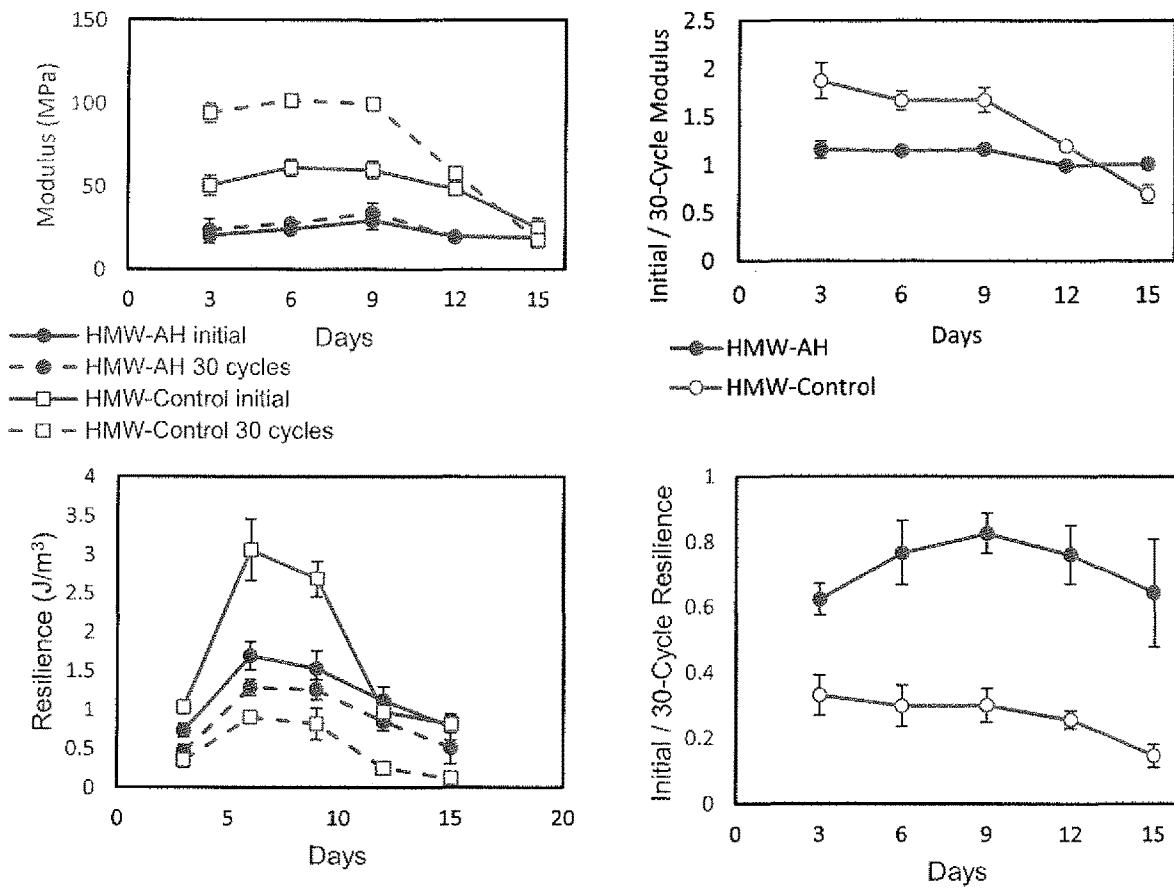 150
100
50
0
Modulus (MPa)
0 3 6 9 12 15
Days
HMW-AH initial
HMW-AH 30 cycles
HMW-Control initial
HMW-Control 30 cycles
2.5
2
1.5
1
0.5
0
Initial / 30-Cycle Modulus
0 3 6 9 12 15
Days
HMW-AH
HMW-Control
4
3.5
3
2.5
2
1.5
1
0.5
0
Resilience (J/m³)
0 5 10 15 20
Days
1
0.8
0.6
0.4
0.2
0
Initial / 30-Cycle Resilience
0 3 6 9 12 15
Days